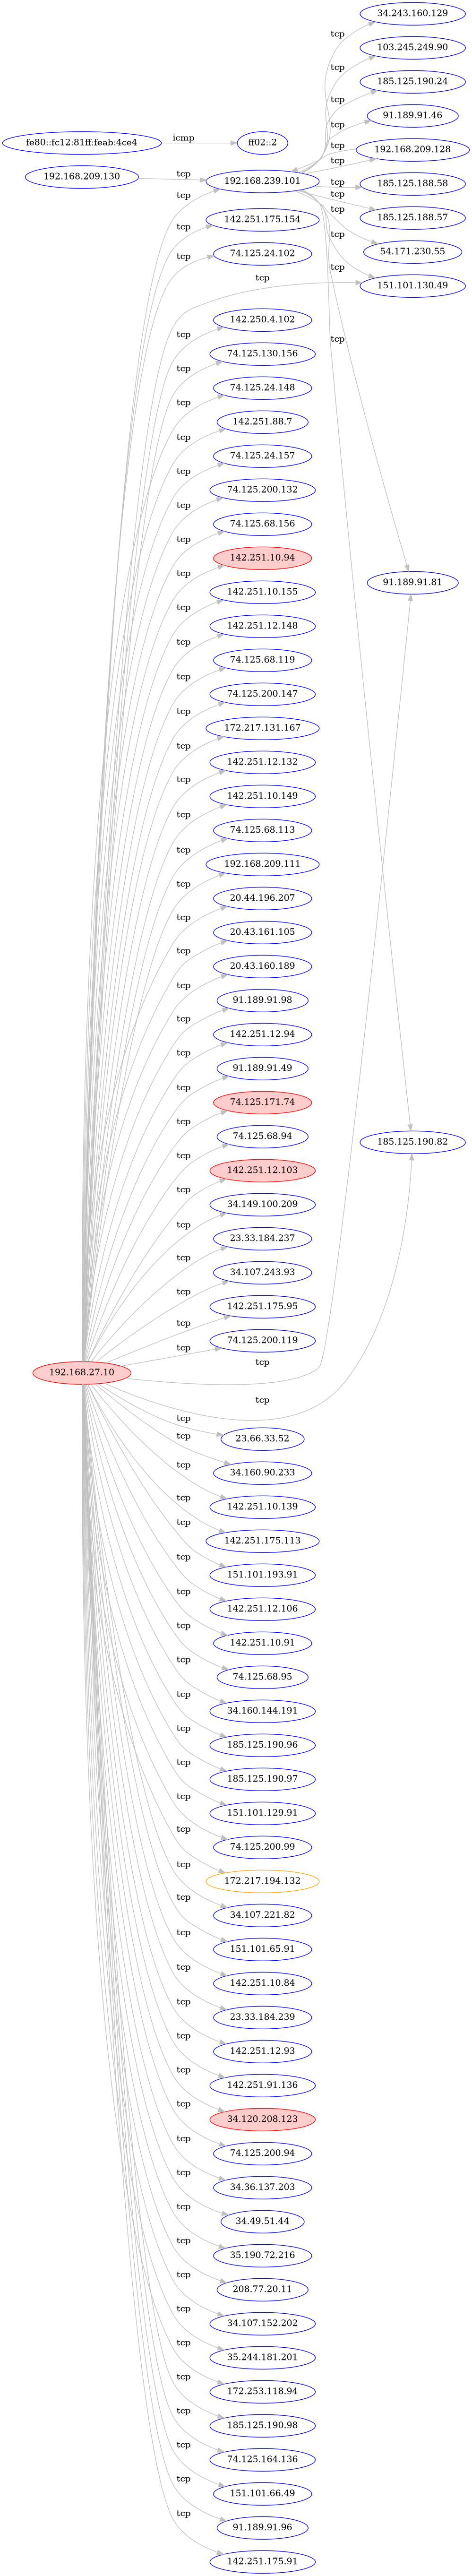 34.243.160.129
tcp
103.245.249.90
tcp
185.125.190.24
tcp
91.189.91.46
tcp
fe80::fc12:81ff:feab:4ce4
icmp
ff02::2
tcp
192.168.209.128
tcp
192.168.209.130
tcp
192.168.239.101
tcp
185.125.188.58
tcp
tcp
185.125.188.57
142.251.175.154
tcp
tcp
tcp
54.171.230.55
74.125.24.102
tcp
tcp
tcp
151.101.130.49
142.250.4.102
tcp
tcp
74.125.130.156
tcp
74.125.24.148
tcp
142.251.88.7
tcp
74.125.24.157
tcp
74.125.200.132
tcp
74.125.68.156
tcp
142.251.10.94
tcp
91.189.91.81
142.251.10.155
tcp
142.251.12.148
tcp
74.125.68.119
tcp
74.125.200.147
tcp
172.217.131.167
tcp
142.251.12.132
tcp
142.251.10.149
tcp
74.125.68.113
tcp
192.168.209.111
tcp
20.44.196.207
tcp
20.43.161.105
tcp
20.43.160.189
tcp
91.189.91.98
tcp
142.251.12.94
tcp
91.189.91.49
tcp
74.125.171.74
tcp
74.125.68.94
tcp
185.125.190.82
142.251.12.103
tcp
34.149.100.209
tcp
23.33.184.237
tcp
34.107.243.93
tcp
142.251.175.95
tcp
74.125.200.119
tcp
tcp
192.168.27.10
tcp
tcp
23.66.33.52
tcp
34.160.90.233
tcp
142.251.10.139
tcp
142.251.175.113
tcp
151.101.193.91
tcp
142.251.12.106
tcp
142.251.10.91
tcp
74.125.68.95
tcp
34.160.144.191
tcp
185.125.190.96
tcp
185.125.190.97
tcp
151.101.129.91
tcp
74.125.200.99
tcp
172.217.194.132
tcp
34.107.221.82
tcp
151.101.65.91
tcp
142.251.10.84
tcp
23.33.184.239
tcp
142.251.12.93
tcp
142.251.91.136
tcp
34.120.208.123
tcp
74.125.200.94
tcp
34.36.137.203
tcp
34.49.51.44
tcp
35.190.72.216
tcp
208.77.20.11
tcp
34.107.152.202
tcp
35.244.181.201
tcp
172.253.118.94
tcp
185.125.190.98
tcp
74.125.164.136
tcp
151.101.66.49
tcp
91.189.91.96
tcp
142.251.175.91